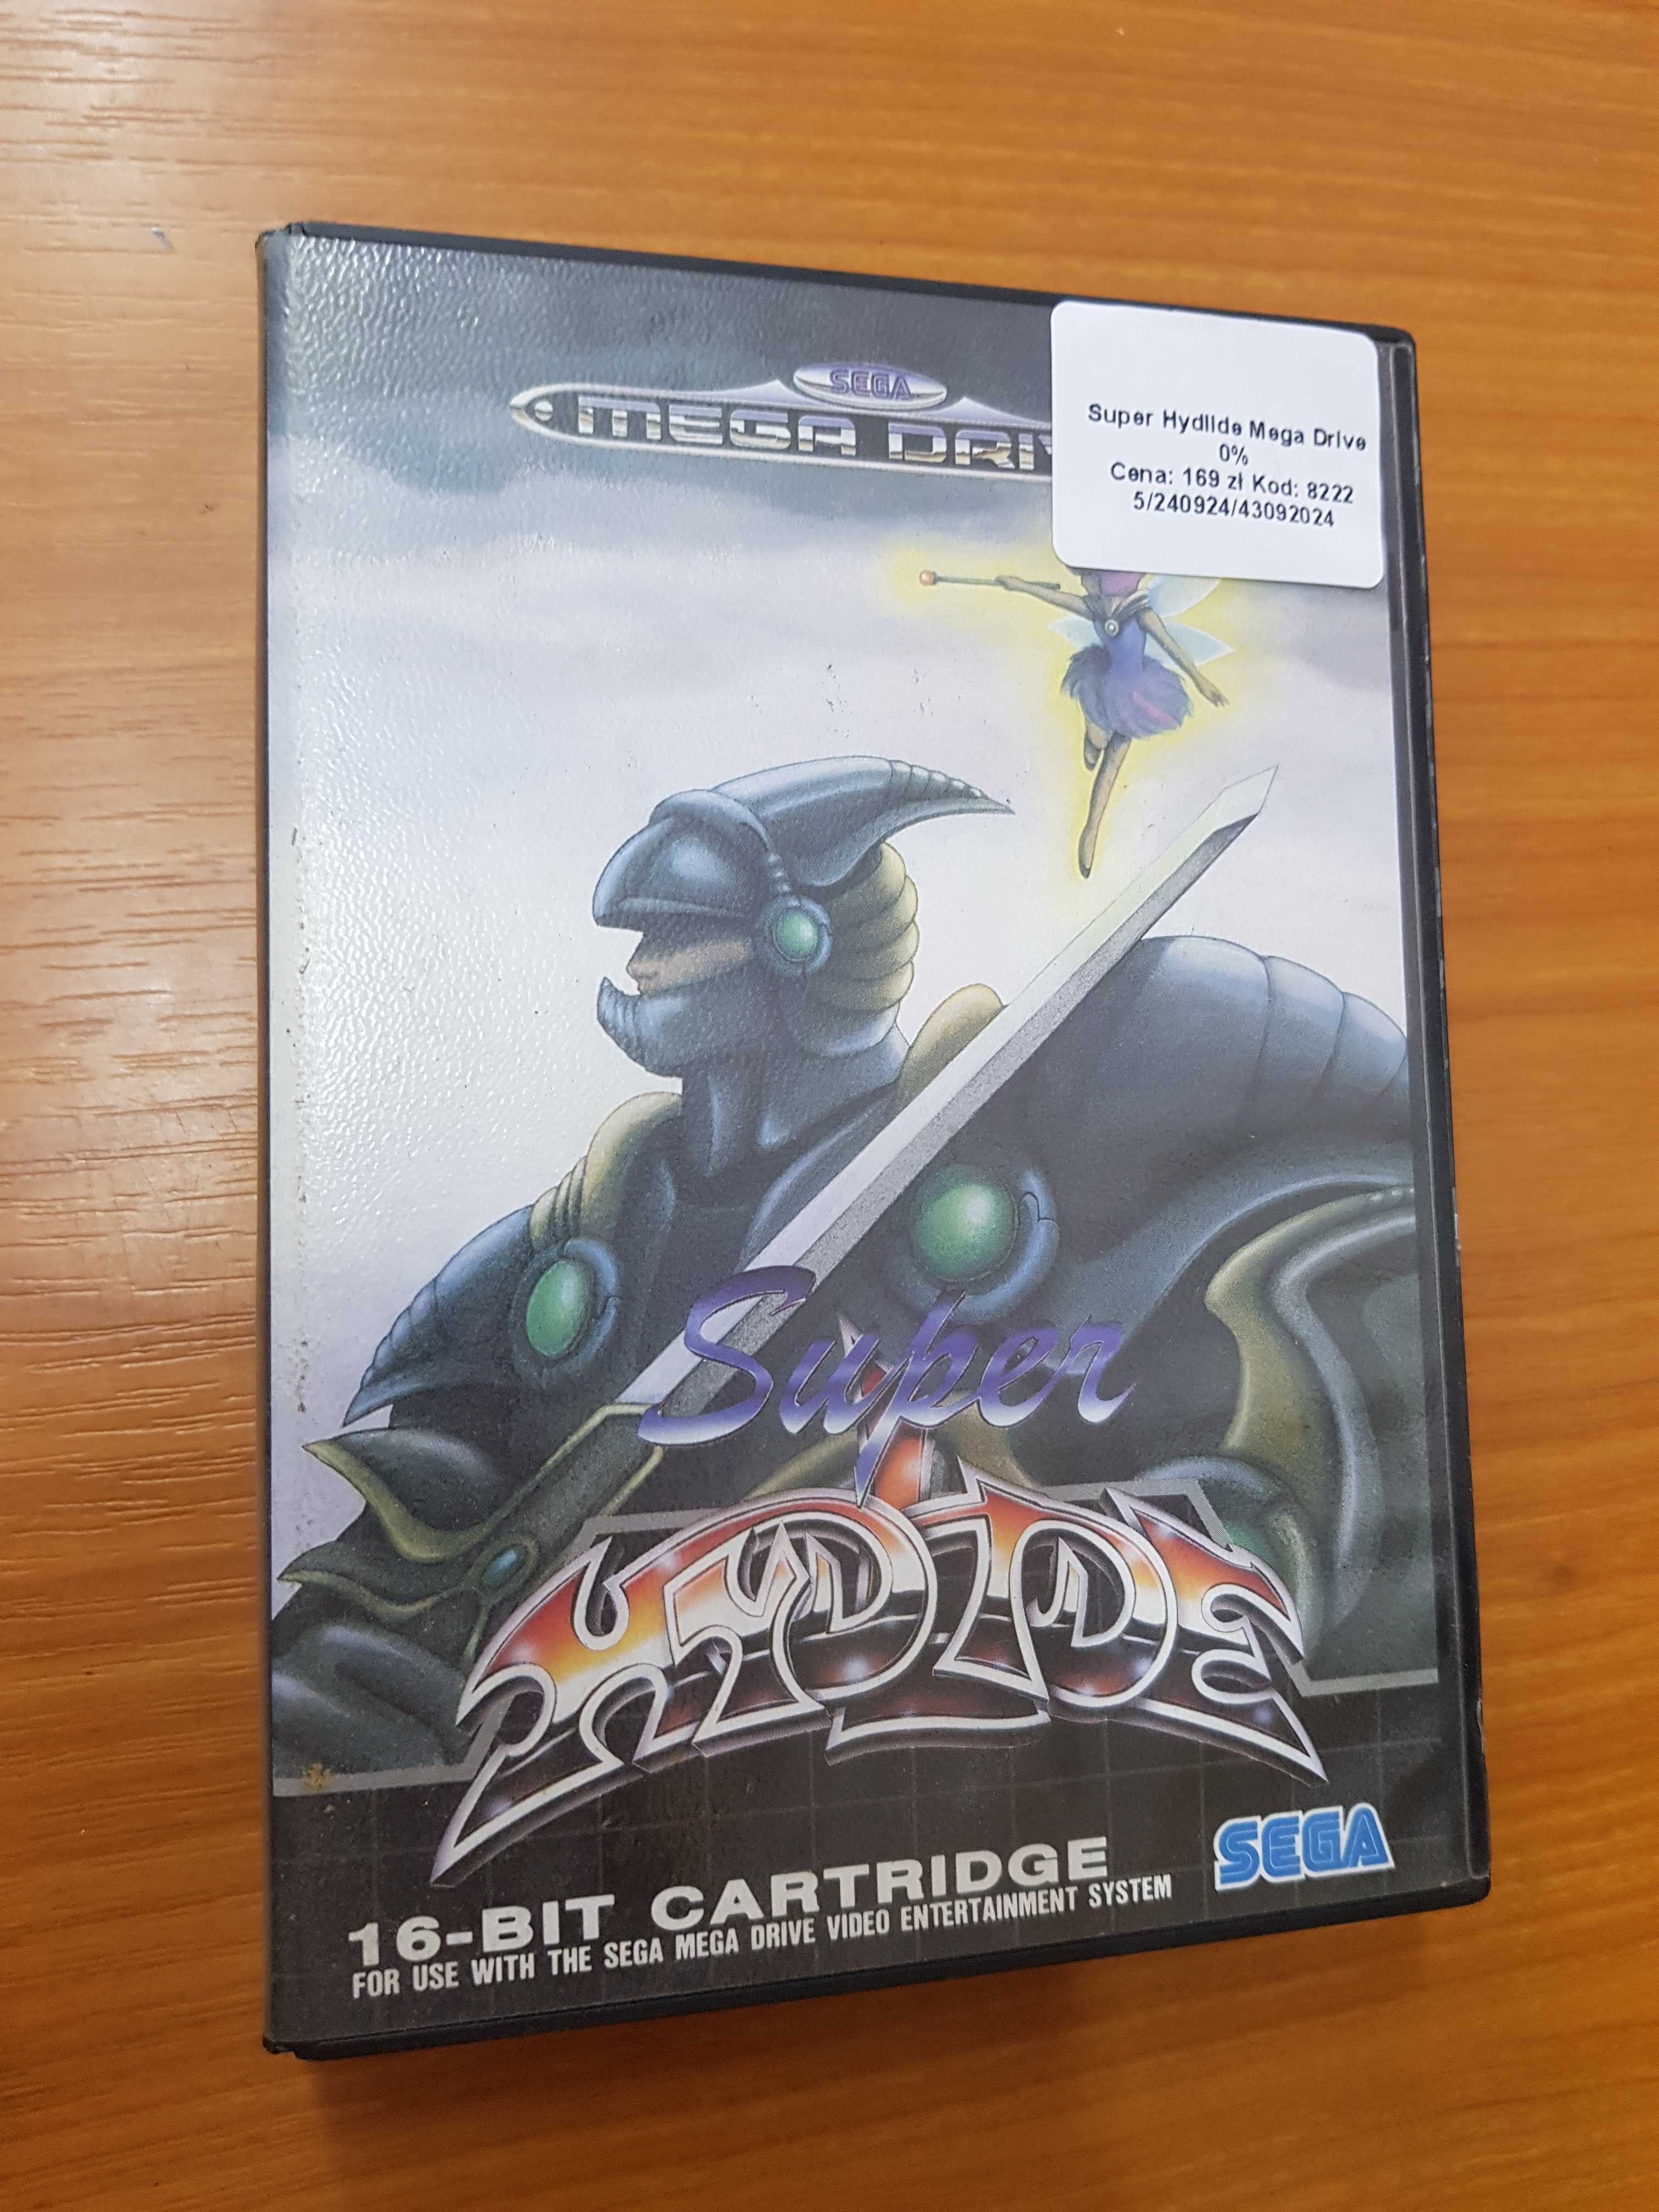 SEGA
MEGA DRIV
Super Hydlide Mega Drive
0%
Cena: 169 zł Kod: 8222
5/240924/43092024
Super
HYDLIDE
16-BIT CARTRIDGE
FOR USE WITH THE SEGA MEGA DRIVE VIDEO ENTERTAINMENT SYSTEM
SEGA